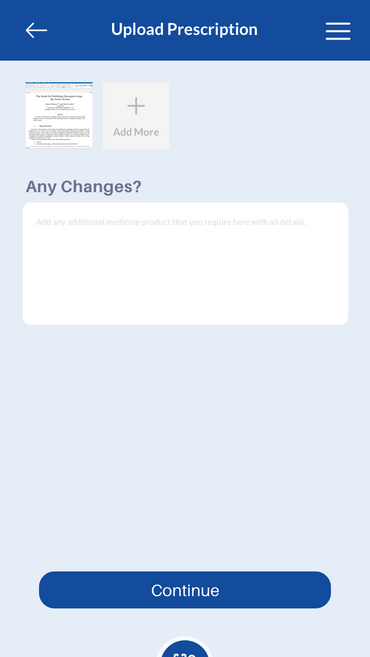 Upload Prescription
Add More
Any Changes?
Add any additional medicine product that you require here with all details.
Continue